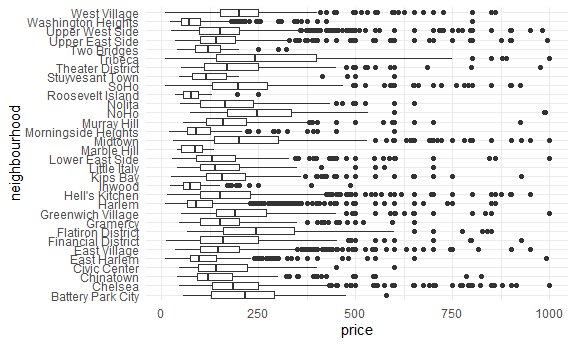 West Village
Washington Heights
Upper West Side
Upper East Side
Two Bridges
Tribeca
Theater District
Stuyvesant Town
SoHo
Roosevelt Island
Nolita
NoHo
Murray Hill
Morningside Heights
Midtown
Marble Hill
Lower East Side
Little Italy
Kips Bay
Inwood
Hell's Kitchen
Harlem
Greenwich Village
Gramercy
Flatiron District
Financial District
East Village
East Harlem
Civic Center
Chinatown
Chelsea
Battery Park City
neighbourhood
0 250 500 750 1000
price